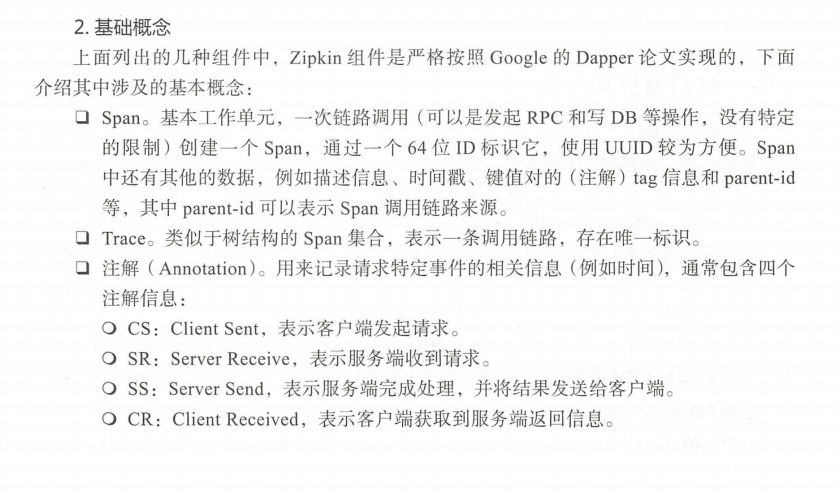 2. 基础概念
上面列出的几种组件中，Zipkin 组件是严格按照 Google 的 Dapper 论文实现的，下面
介绍其中涉及的基本概念：
❑ Span。基本工作单元，一次链路调用（可以是发起 RPC 和写 DB 等操作，没有特定
的限制）创建一个 Span，通过一个 64 位 ID 标识它，使用 UUID 较为方便。Span
中还有其他的数据，例如描述信息、时间戳、键值对的（注解）tag 信息和 parent-id
等，其中 parent-id 可以表示 Span 调用链路来源。
❑ Trace。类似于树结构的 Span 集合，表示一条调用链路，存在唯一标识。
❑ 注解（Annotation）。用来记录请求特定事件的相关信息（例如时间），通常包含四个
注解信息：
❍ CS：Client Sent，表示客户端发起请求。
❍ SR：Server Receive，表示服务端收到请求。
❍ SS：Server Send，表示服务端完成处理，并将结果发送给客户端。
❍ CR：Client Received，表示客户端获取到服务端返回信息。